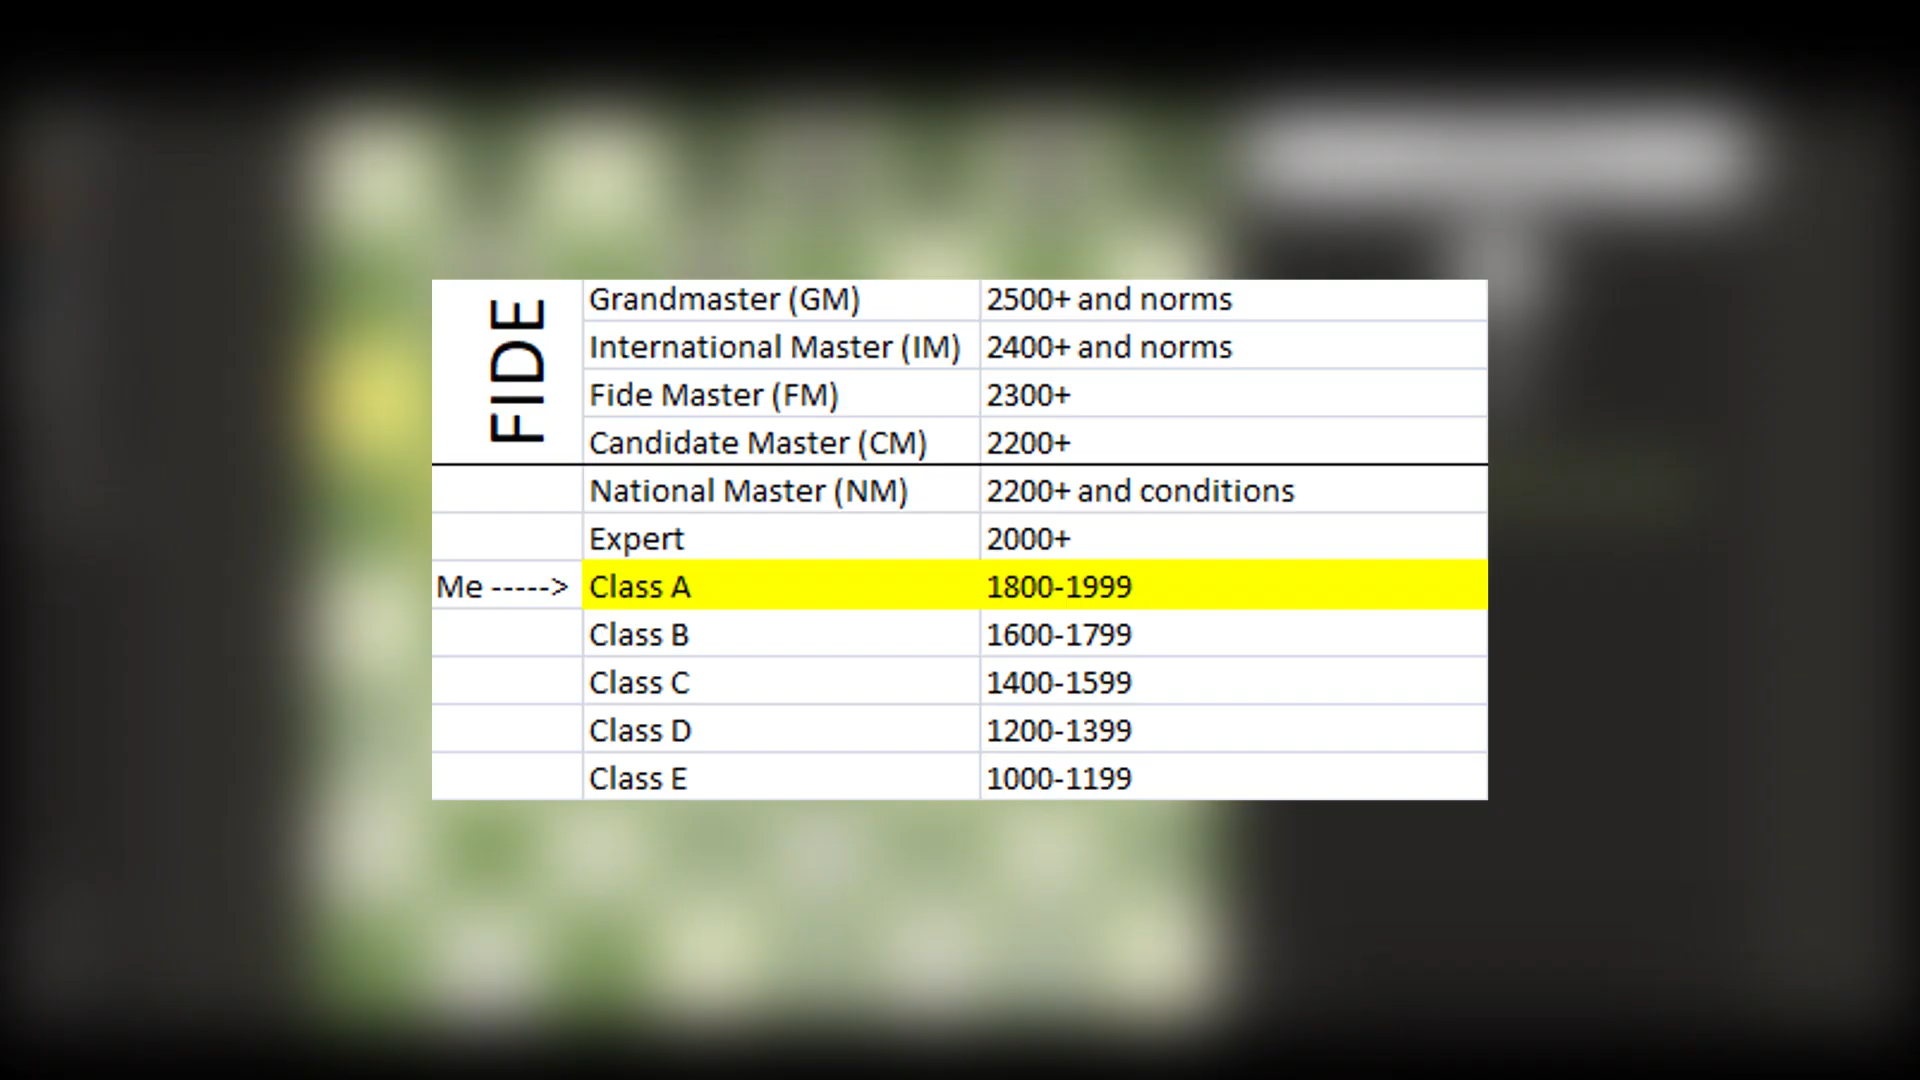 FIDE
Grandmaster (GM) 2500+ and norms
International Master (IM) 2400+ and norms
Fide Master (FM) 2300+
Candidate Master (CM) 2200+
National Master (NM) 2200+ and conditions
Expert 2000+
Me -----> Class A 1800-1999
Class B 1600-1799
Class C 1400-1599
Class D 1200-1399
Class E 1000-1199